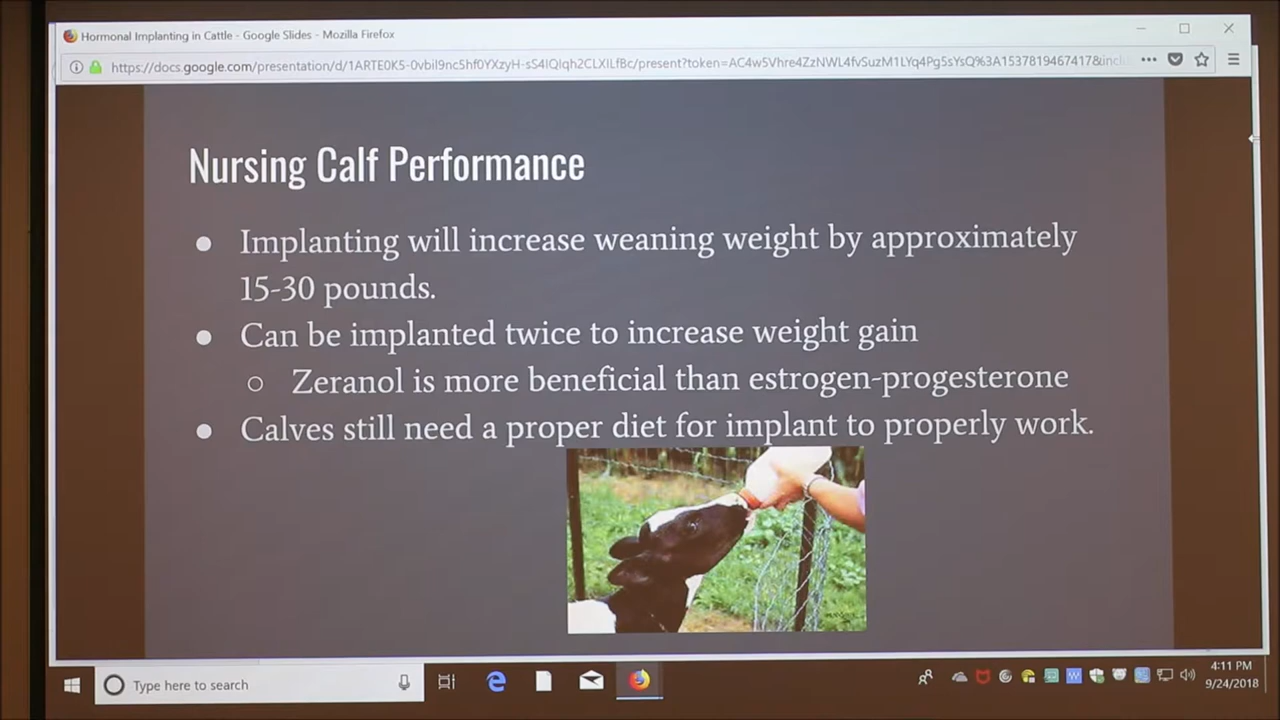 Hormonal Implanting in Cattle - Google Slides - Mozilla Firefox
Nursing Calf Performance
● Implanting will increase weaning weight by approximately
15-30 pounds.
● Can be implanted twice to increase weight gain
○ Zeranol is more beneficial than estrogen-progesterone
● Calves still need a proper diet for implant to properly work.
Type here to search
4:11 PM
9/24/2018